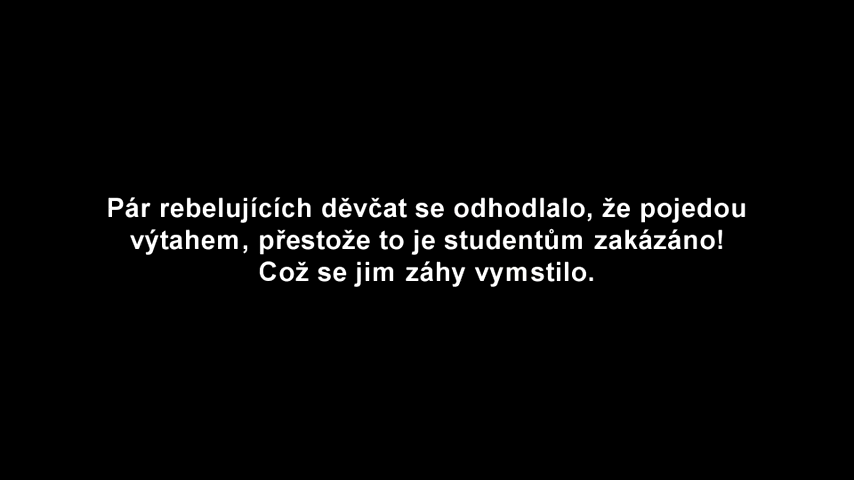 Pár rebelujících děvčat se odhodlalo, že pojedou
výtahem, přestože to je studentům zakázáno!
Což se jim záhy vymstilo.